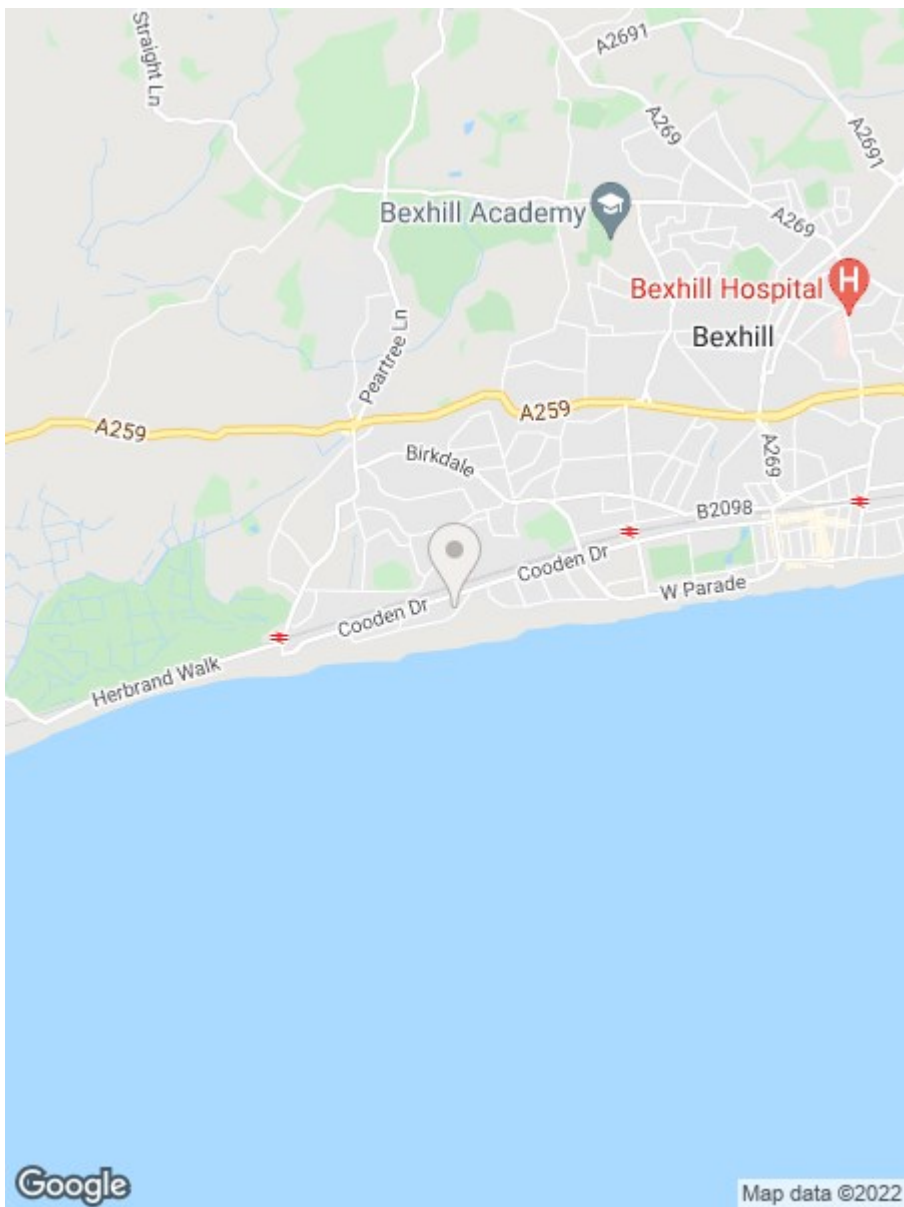 Straight Ln
A2691
A269
A2691
Bexhill Academy
A269
Bexhill Hospital
H
Bexhill
Peartree Ln
A259
A259
Birkdale
A269
B2098
Cooden Dr
W Parade
Cooden Dr
Herbrand Walk
Google
Map data ©2022